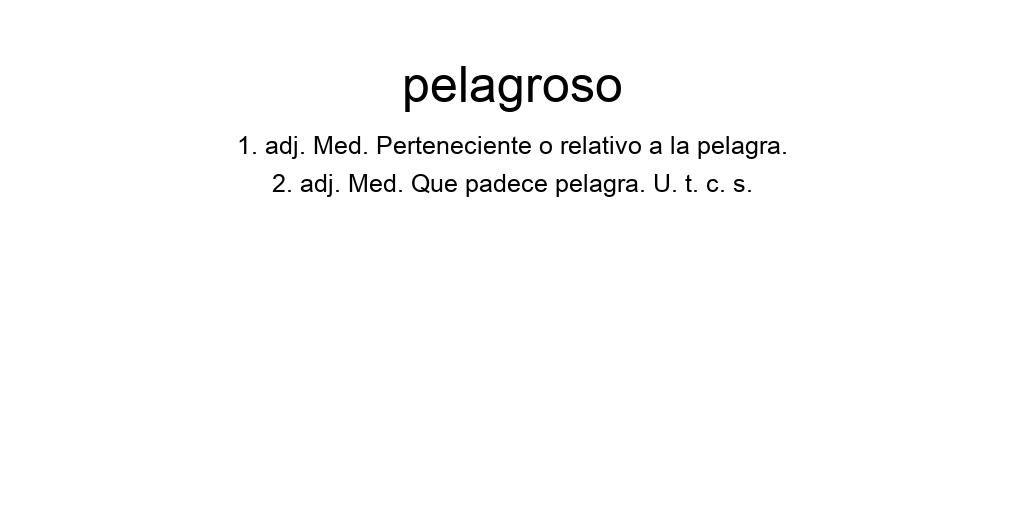 pelagroso
1. adj. Med. Perteneciente o relativo a la pelagra.
2. adj. Med. Que padece pelagra. U. t. c. s.